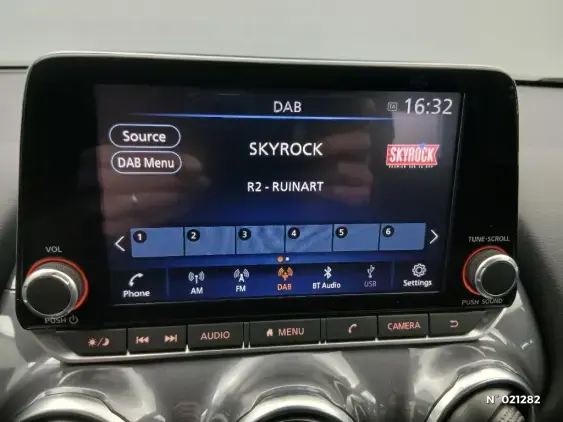 DAB
TA 16:32
Source
DAB Menu
SKYROCK
SKYROCK
R2 - RUINART
1 2 3 4 5 6
VOL
TUNE·SCROLL
Phone
AM
FM
DAB
BT Audio
USB
Settings
PUSH
PUSH SOUND
AUDIO
MENU
CAMERA
N°021282